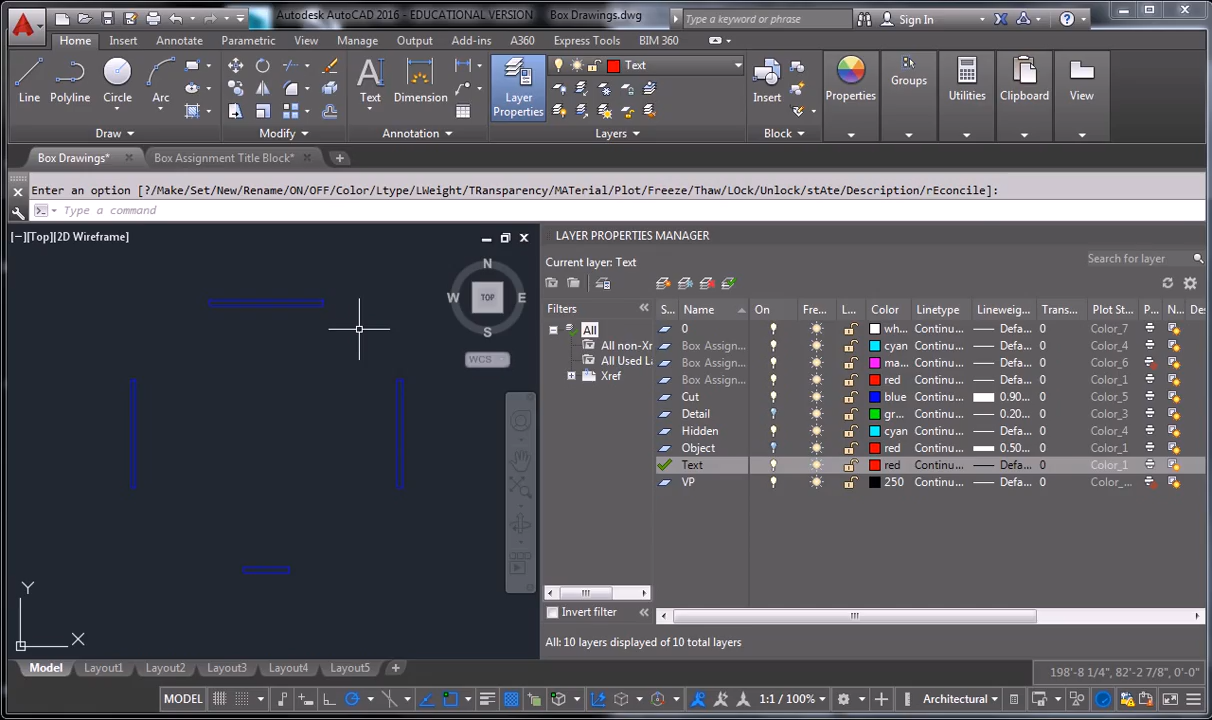 Autodesk AutoCAD 2016 - EDUCATIONAL VERSION Box Drawings.dwg
Type a keyword or phrase
Sign In
Home Insert Annotate Parametric View Manage Output Add-ins A360 Express Tools BIM 360
Line Polyline Circle Arc
Text Dimension
Layer Properties
Text
Insert
Properties Groups Utilities Clipboard View
Draw Modify Annotation Layers Block
Box Drawings* Box Assignment Title Block*
Enter an option [?/Make/Set/New/Rename/ON/OFF/Color/Ltype/LWeight/TRansparency/MATerial/Plot/Freeze/Thaw/LOck/Unlock/stAte/Description/rEconcile]:
Type a command
[−][Top][2D Wireframe]
LAYER PROPERTIES MANAGER
Current layer: Text
Search for layer
N
W TOP E
S
WCS
Filters
All
All non-Xr
All Used La
Xref
S... Name On Fre... L... Color Linetype Lineweig... Trans... Plot St... P... N... Des
0 wh... Continu... Defa... 0 Color_7
Box Assign... cyan Continu... Defa... 0 Color_4
Box Assign... ma... Continu... Defa... 0 Color_6
Box Assign... red Continu... Defa... 0 Color_1
Cut blue Continu... 0.90... 0 Color_5
Detail gr... Continu... 0.20... 0 Color_3
Hidden cyan Continu... Defa... 0 Color_4
Object red Continu... 0.50... 0 Color_1
Text red Continu... Defa... 0 Color_1
VP 250 Continu... Defa... 0 Color_...
Y
X
Invert filter
All: 10 layers displayed of 10 total layers
Model Layout1 Layout2 Layout3 Layout4 Layout5
198'-8 1/4", 82'-2 7/8", 0'-0"
MODEL 1:1 / 100% Architectural